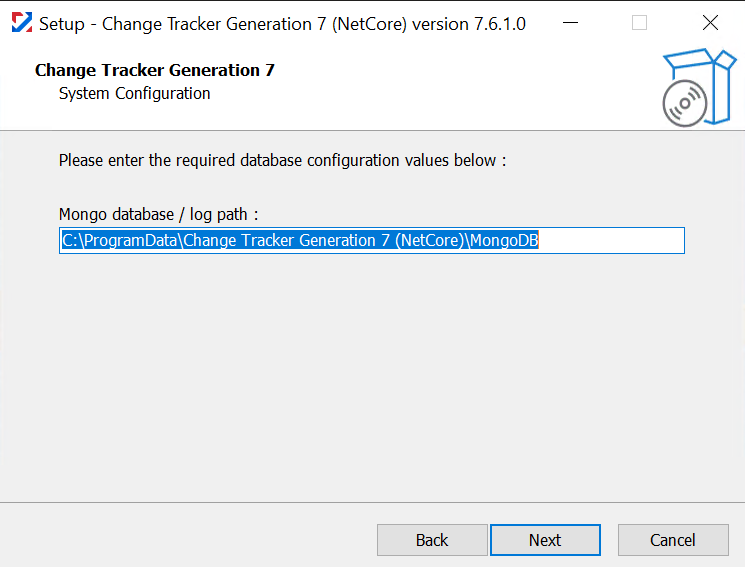 Setup - Change Tracker Generation 7 (NetCore) version 7.6.1.0
Change Tracker Generation 7
System Configuration
Please enter the required database configuration values below :
Mongo database / log path :
C:\ProgramData\Change Tracker Generation 7 (NetCore)\MongoDB
Back Next Cancel